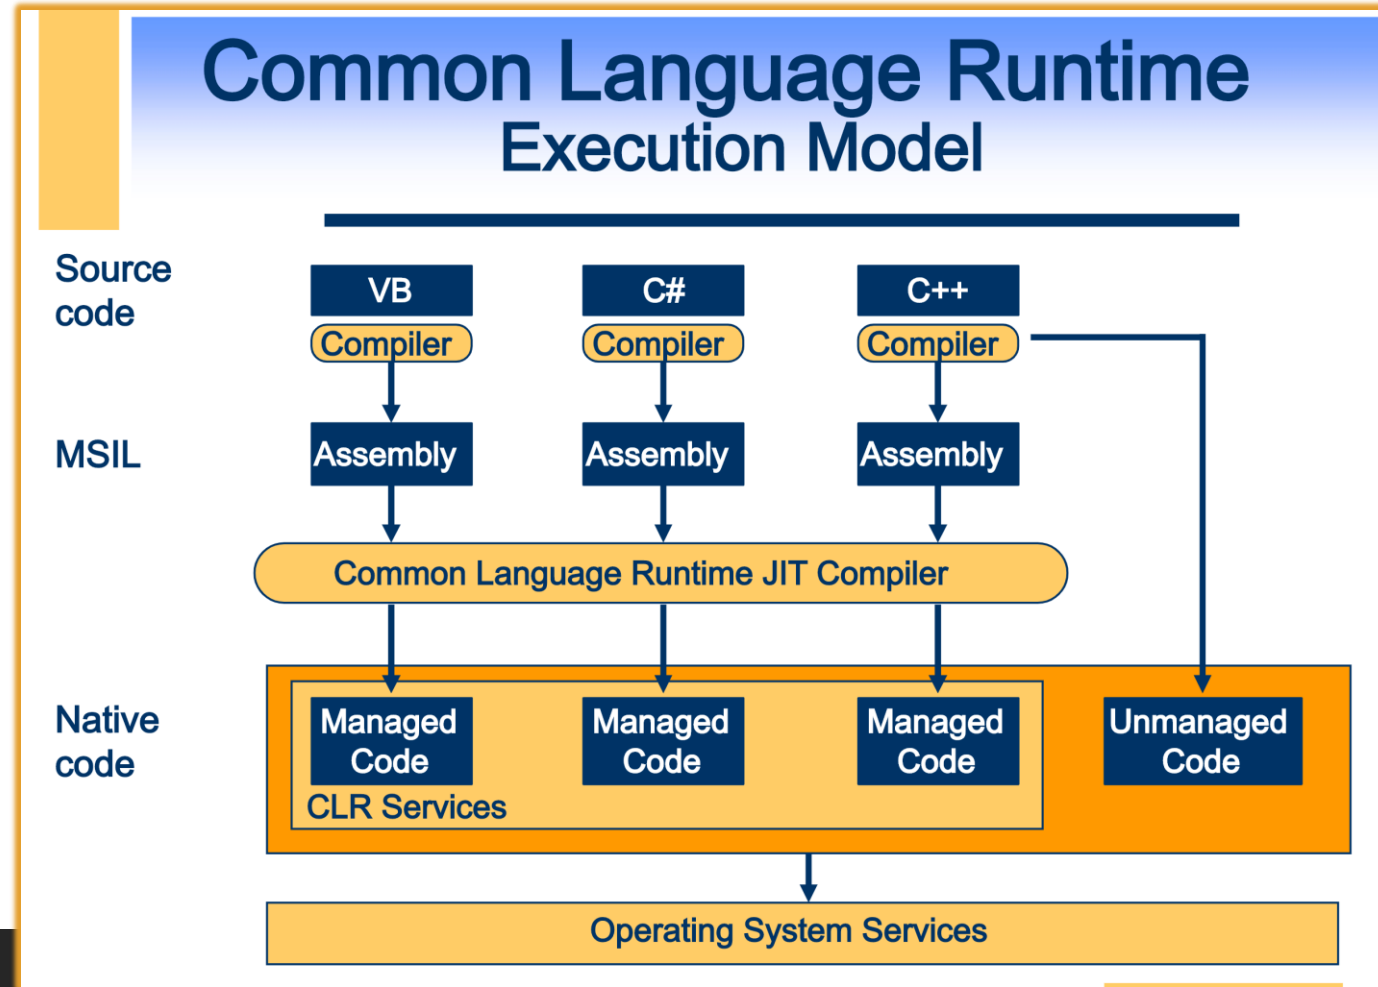 Common Language Runtime
Execution Model
Source
code
VB
C#
C++
Compiler
Compiler
Compiler
MSIL
Assembly
Assembly
Assembly
Common Language Runtime JIT Compiler
Native
code
Managed
Code
Managed
Code
Managed
Code
Unmanaged
Code
CLR Services
Operating System Services